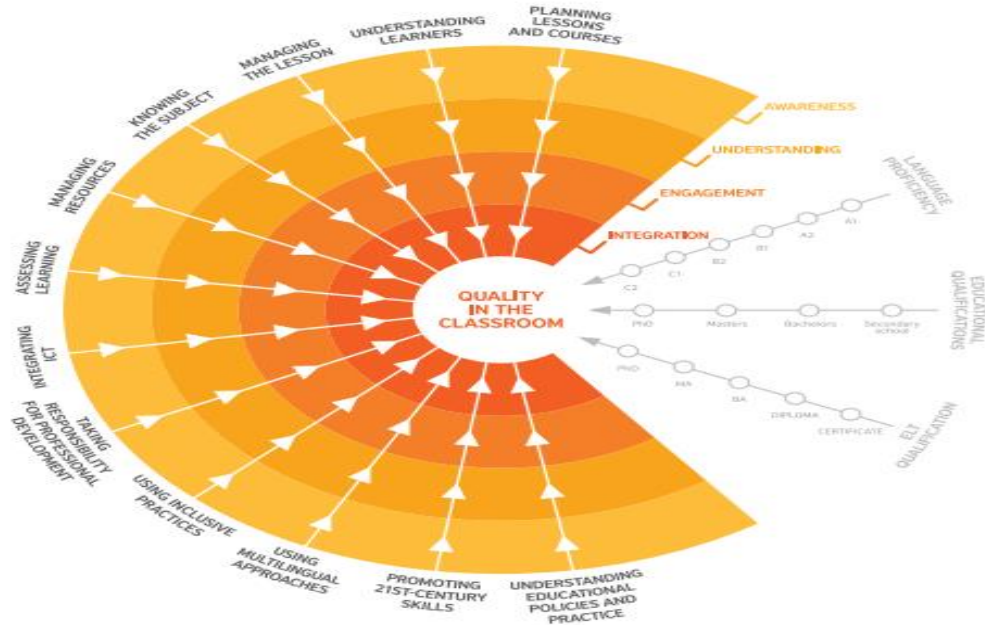 PLANNING
LESSONS
AND COURSES
UNDERSTANDING
LEARNERS
MANAGING
THE LESSON
KNOWING
THE SUBJECT
MANAGING
RESOURCES
ASSESSING
LEARNING
INTEGRATING
ICT
TAKING
RESPONSIBILITY
FOR PROFESSIONAL
DEVELOPMENT
USING INCLUSIVE
PRACTICES
USING
MULTILINGUAL
APPROACHES
PROMOTING
21ST-CENTURY
SKILLS
UNDERSTANDING
EDUCATIONAL
POLICIES AND
PRACTICE
AWARENESS
UNDERSTANDING
ENGAGEMENT
INTEGRATION
QUALITY
IN THE
CLASSROOM
LANGUAGE
PROFICIENCY
A1
A2
B1
B2
C1
C2
EDUCATIONAL
QUALIFICATIONS
PhD
Masters
Bachelors
Secondary
school
ELT
QUALIFICATION
PhD
MA
BA
DIPLOMA
CERTIFICATE